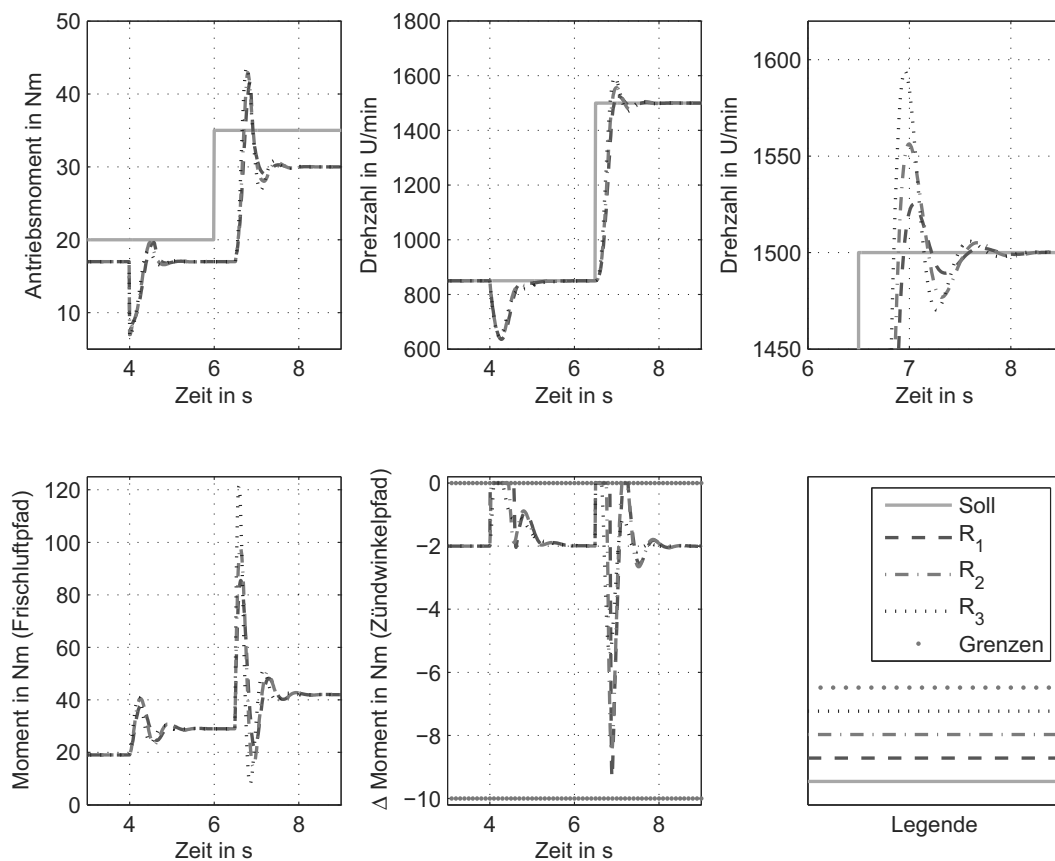 50
40
30
20
10
4
6
8
Antriebsmoment in Nm
Zeit in s
1800
1600
1400
1200
1000
800
600
4
6
8
Drehzahl in U/min
Zeit in s
1600
1550
1500
1450
6
7
8
Drehzahl in U/min
Zeit in s
120
100
80
60
40
20
0
4
6
8
Moment in Nm (Frischluftpfad)
Zeit in s
0
−2
−4
−6
−8
−10
4
6
8
Δ Moment in Nm (Zündwinkelpfad)
Zeit in s
Soll
R1
R2
R3
Grenzen
Legende